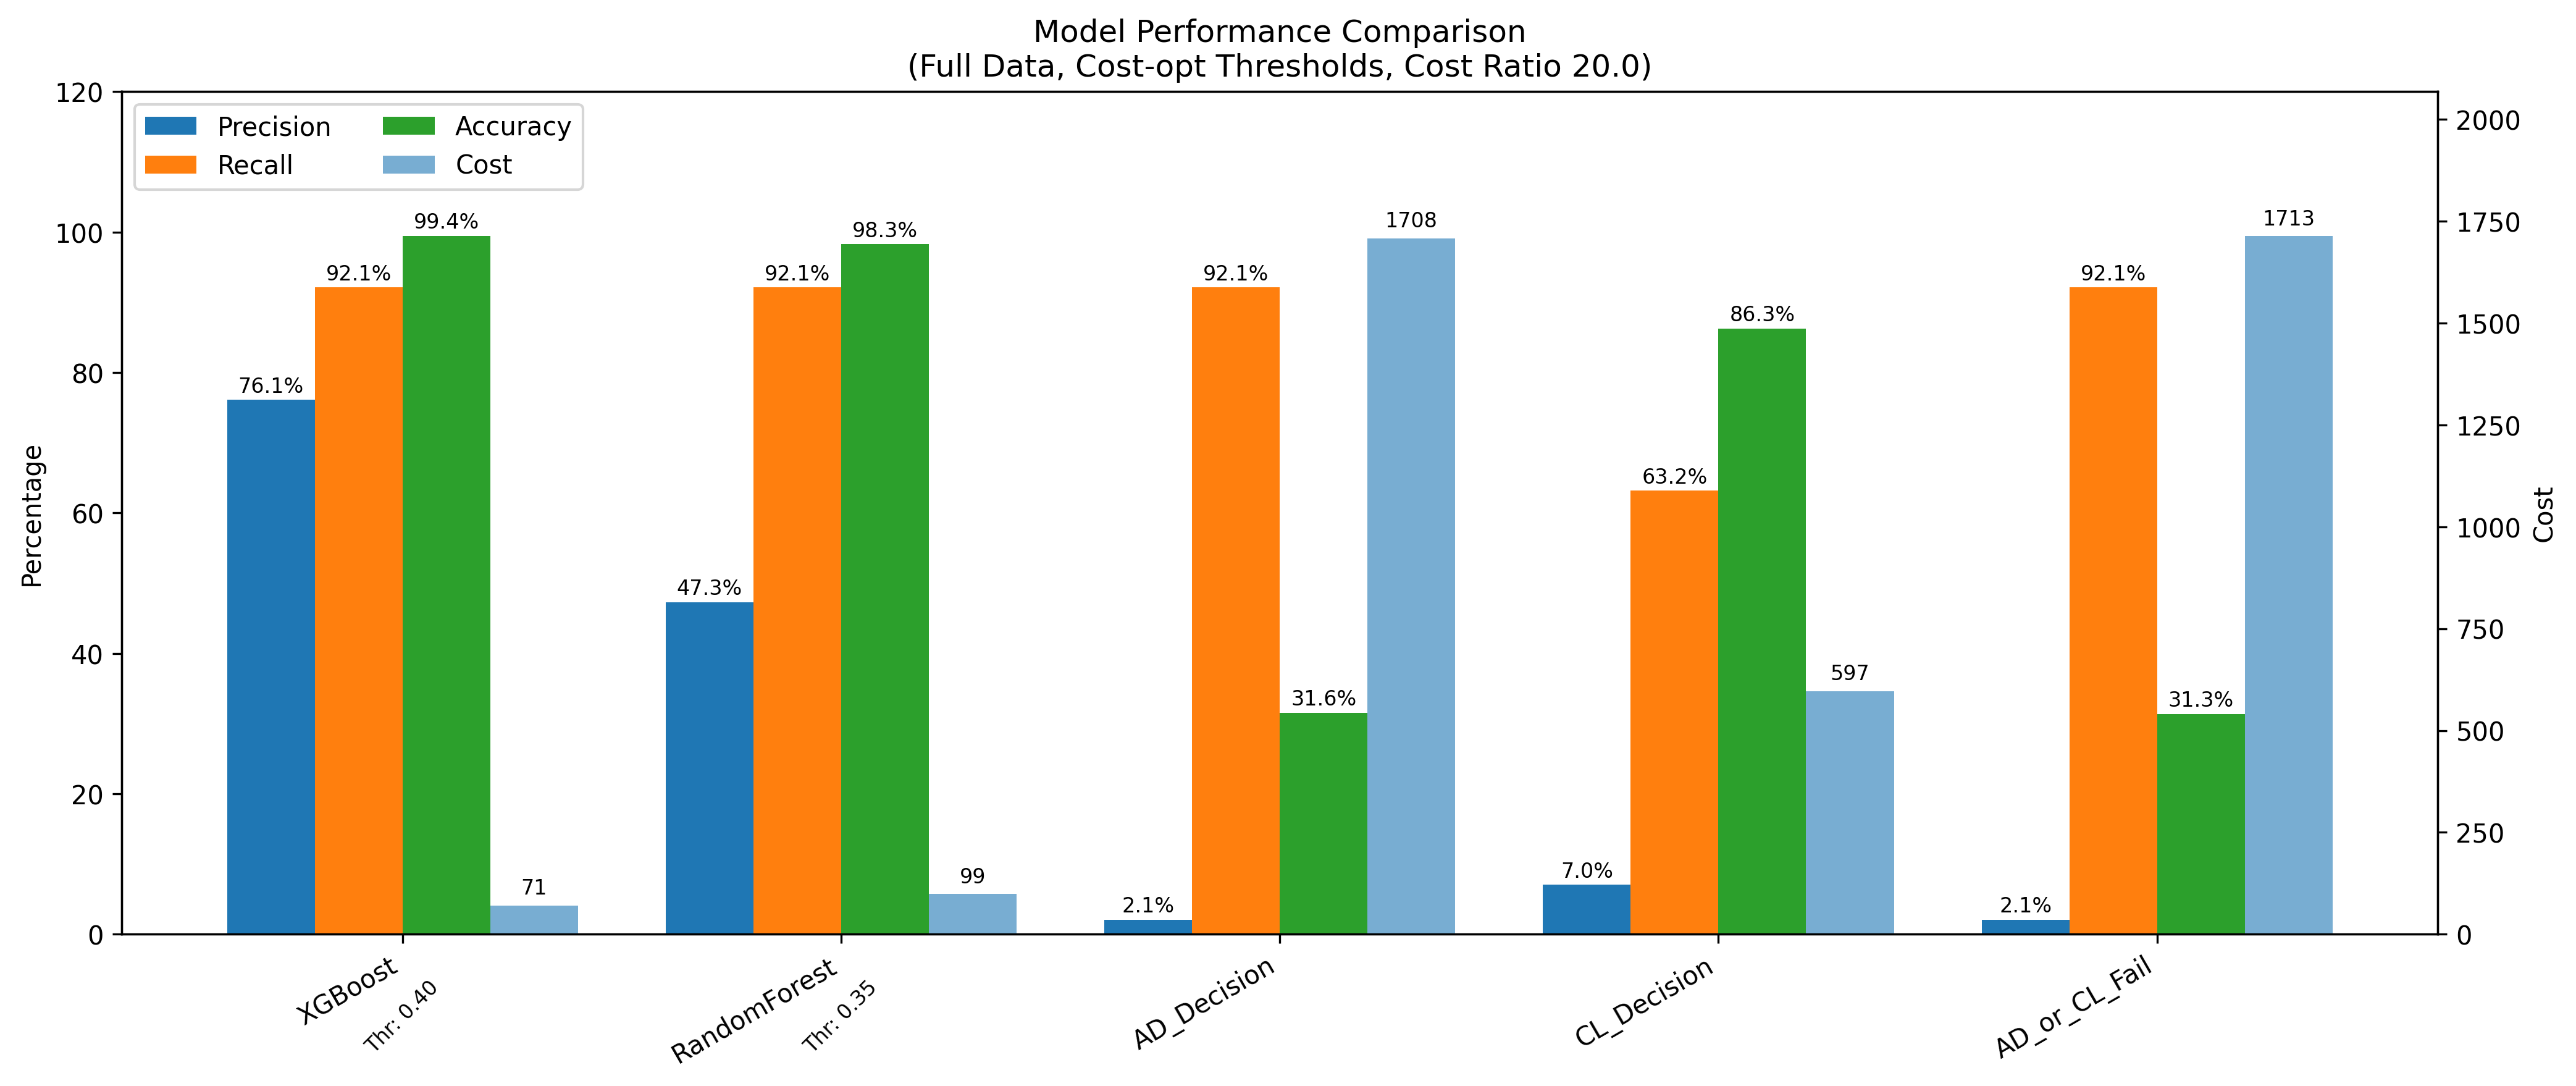 Model Performance Comparison
(Full Data, Cost-opt Thresholds, Cost Ratio 20.0)
Precision
Recall
Accuracy
Cost
Percentage
120
100
80
60
40
20
0
76.1%
92.1%
99.4%
71
47.3%
92.1%
98.3%
99
2.1%
92.1%
31.6%
1708
7.0%
63.2%
86.3%
597
2.1%
92.1%
31.3%
1713
2000
1750
1500
1250
1000
750
500
250
0
Cost
XGBoost
Thr: 0.40
RandomForest
Thr: 0.35
AD_Decision
CL_Decision
AD_or_CL_Fail